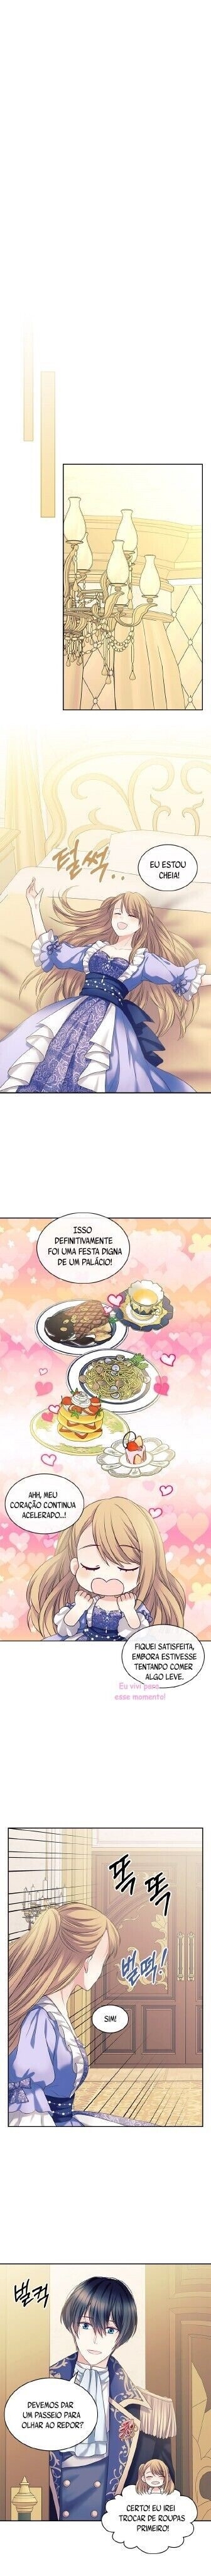 털썩..
EU ESTOU
CHEIA!
ISSO
DEFINITIVAMENTE
FOI UMA FESTA DIGNA
DE UM PALÁCIO!
AHH, MEU
CORAÇÃO CONTINUA
ACELERADO...!
FIQUEI SATISFEITA,
EMBORA ESTIVESSE
TENTANDO COMER
ALGO LEVE.
Eu vivi para
esse momento!
똑 똑
벌떡!
SIM!
벌컥
DEVEMOS DAR
UM PASSEIO PARA
OLHAR AO REDOR?
CERTO! EU IREI
TROCAR DE ROUPAS
PRIMEIRO!